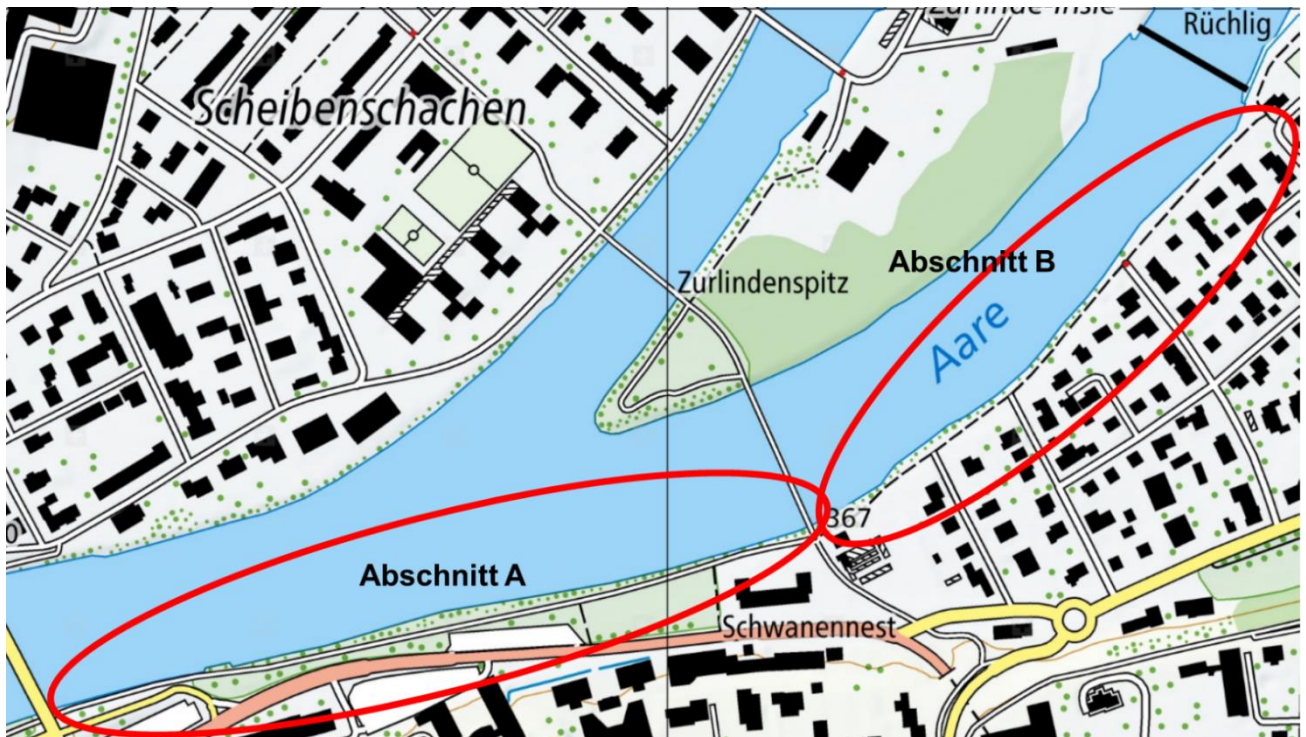 Rüchlig
Scheibenschachen
Zurlindenspitz
Abschnitt B
Aare
367
Abschnitt A
Schwanennest